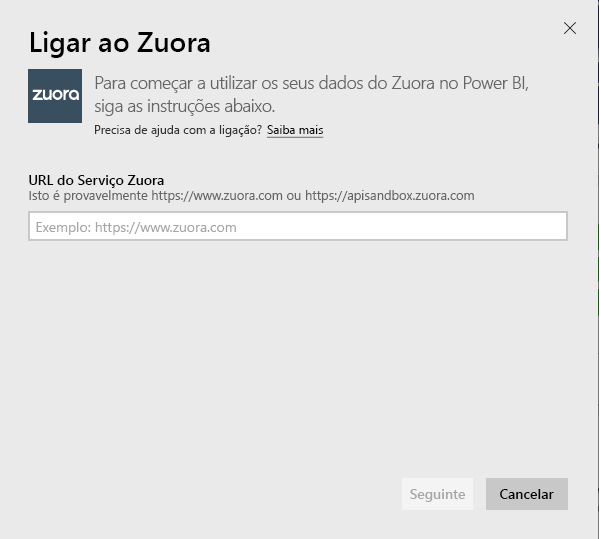 Ligar ao Zuora
zuora
Para começar a utilizar os seus dados do Zuora no Power BI,
siga as instruções abaixo.
Precisa de ajuda com a ligação? Saiba mais
URL do Serviço Zuora
Isto é provavelmente https://www.zuora.com ou https://apisandbox.zuora.com
Exemplo: https://www.zuora.com
Seguinte
Cancelar